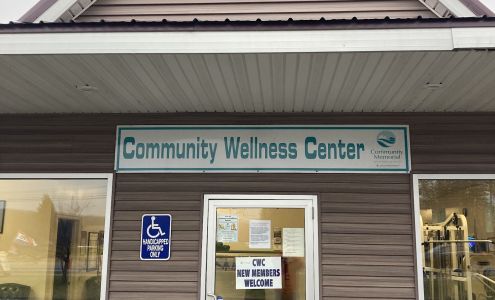 Community Wellness Center
Community
Memorial
HANDICAPPED
PARKING
ONLY
CWC
NEW MEMBERS
WELCOME